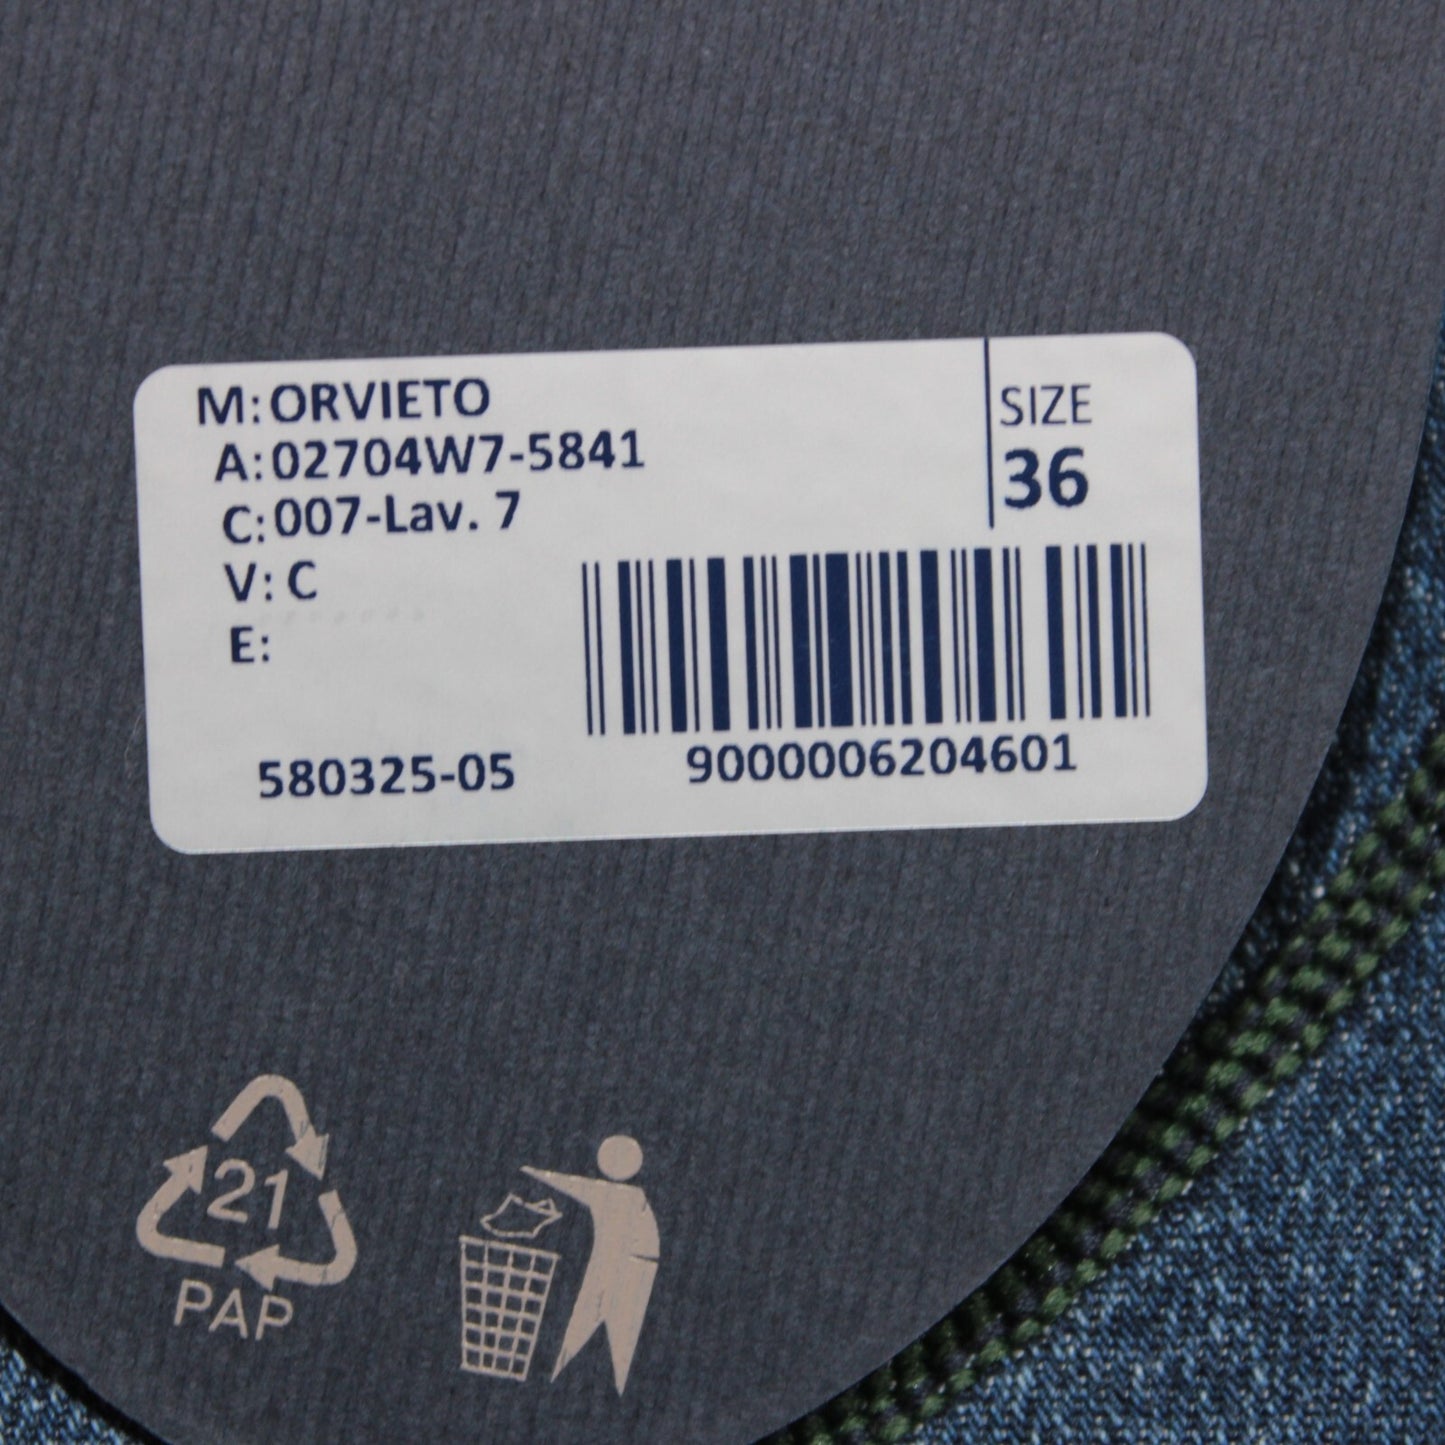 M: ORVIETO
A: 02704W7-5841
C: 007-Lav. 7
V: C
E:
SIZE
36
580325-05
9000006204601
21
PAP